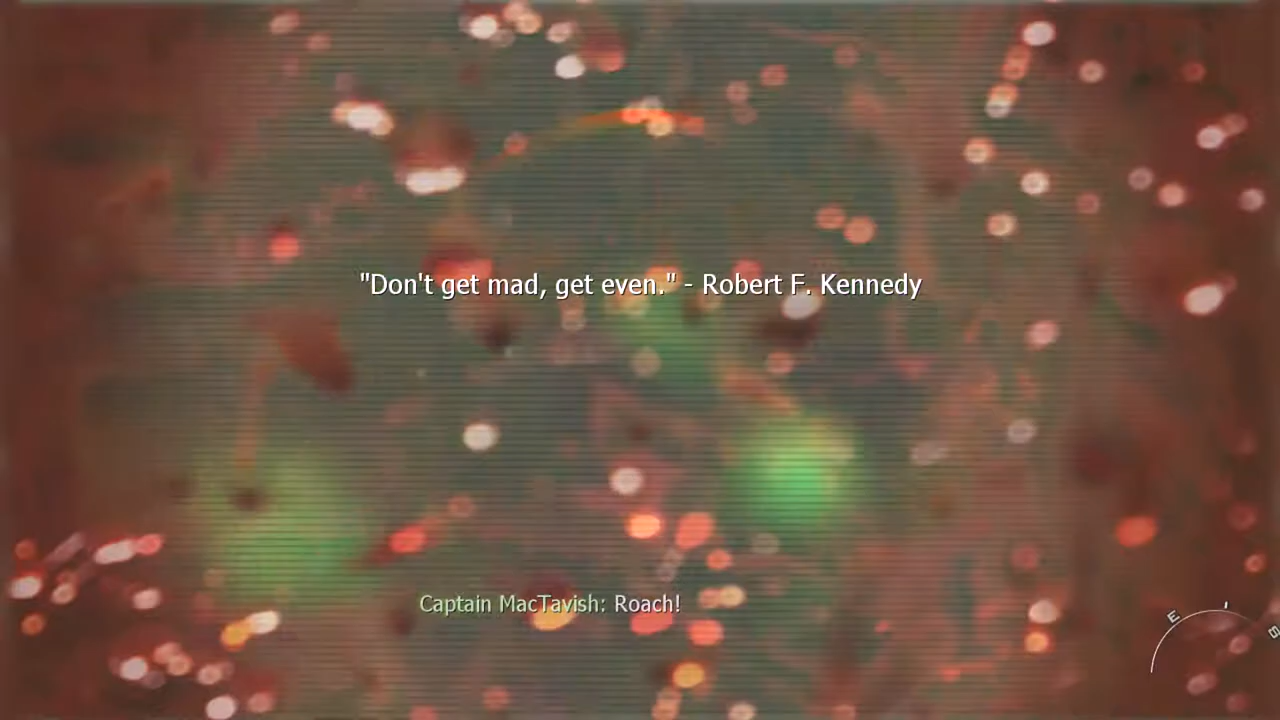 "Don't get mad, get even." - Robert F. Kennedy
Captain MacTavish: Roach!
E
S